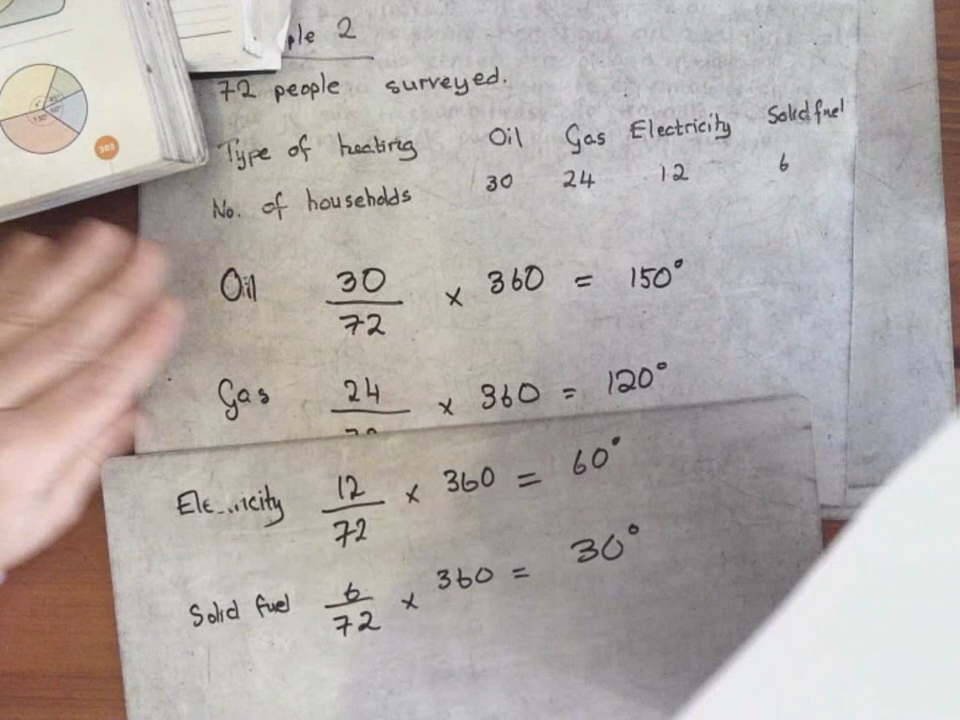 ple 2
72 people surveyed.
Type of heating Oil Gas Electricity Solid fuel
No. of households 30 24 12 6
Oil 30/72 × 360 = 150°
Gas 24/72 × 360 = 120°
12/72 × 360 = 60°
Solid fuel 6/72 × 360 = 30°
303